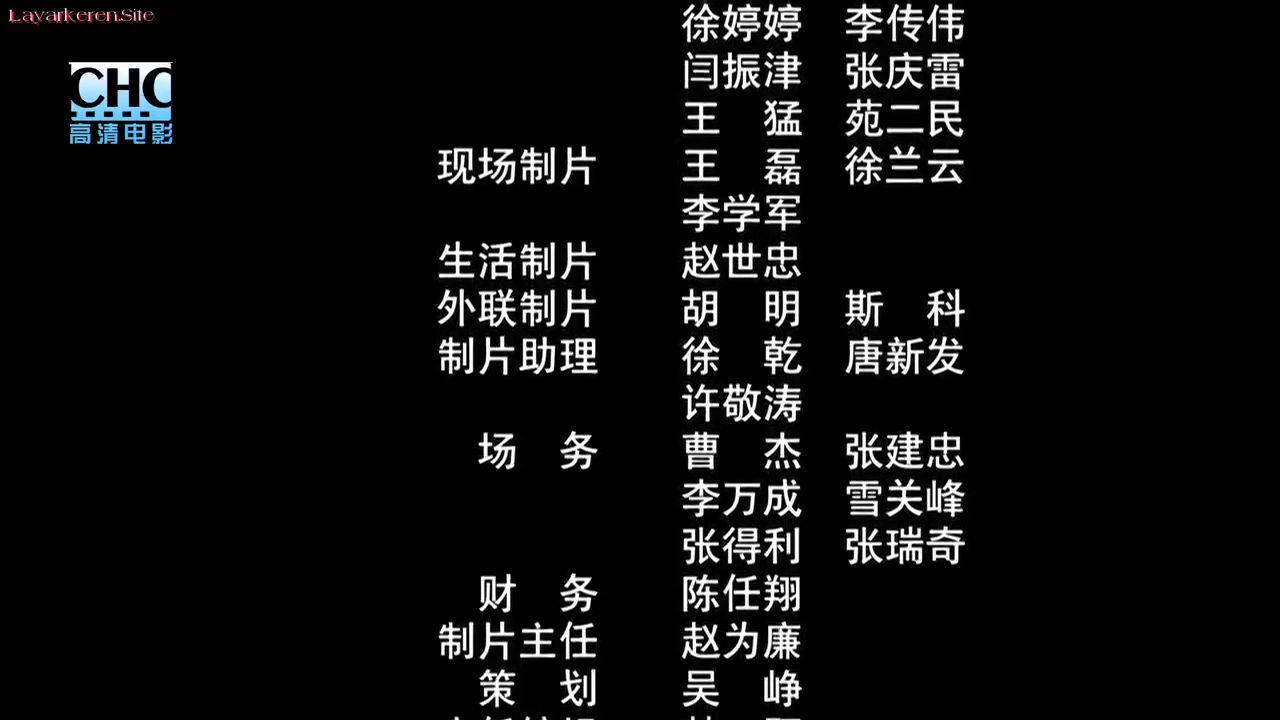 Layarkeren.Site
CHC
高清电影
徐婷婷 李传伟
闫振津 张庆雷
王 猛 苑二民
现场制片 王 磊 徐兰云
李学军
生活制片 赵世忠
外联制片 胡 明 斯 科
制片助理 徐 乾 唐新发
许敬涛
场 务 曹 杰 张建忠
李万成 雪关峰
张得利 张瑞奇
财 务 陈任翔
制片主任 赵为廉
策 划 吴 峥